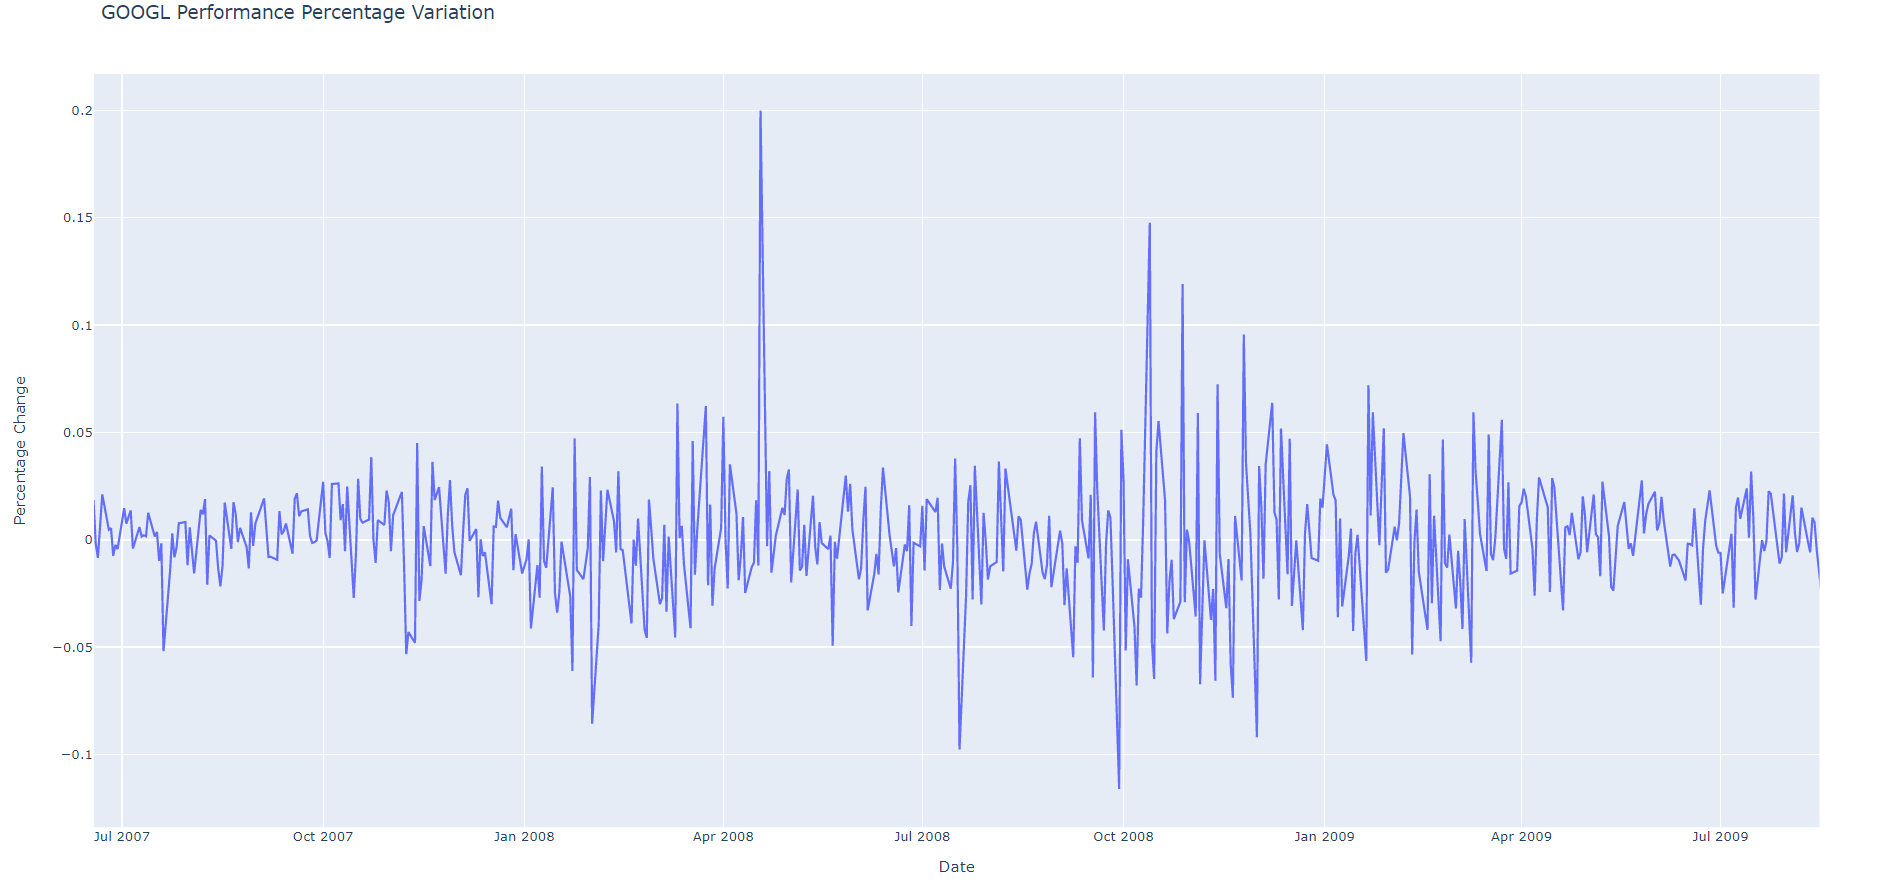 GOOGL Performance Percentage Variation
Percentage Change
0.2
0.15
0.1
0.05
0
−0.05
−0.1
Jul 2007
Oct 2007
Jan 2008
Apr 2008
Jul 2008
Oct 2008
Jan 2009
Apr 2009
Jul 2009
Date